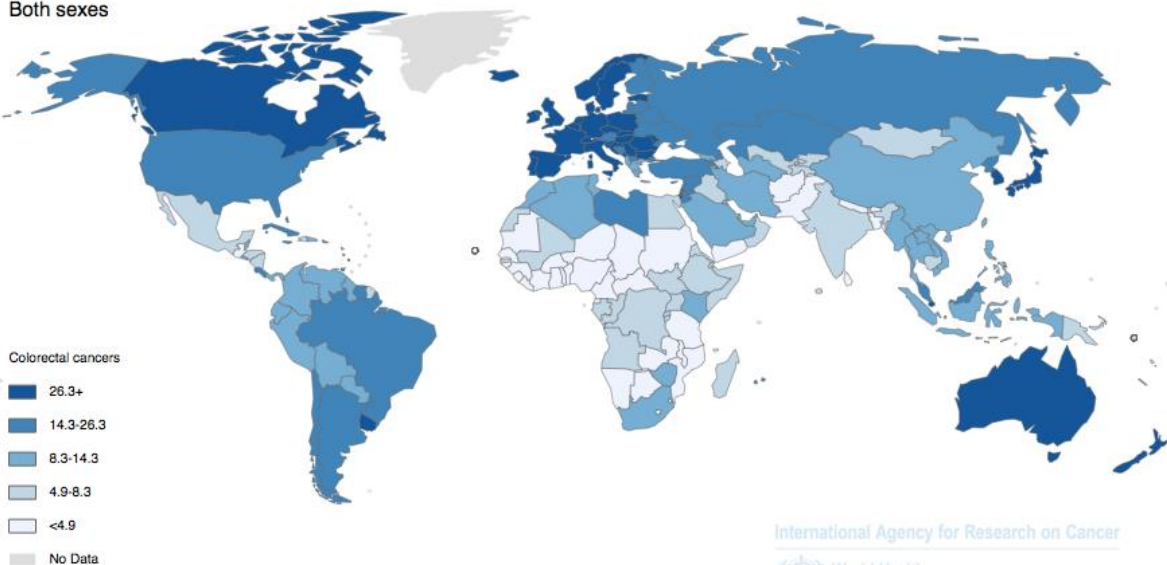 Both sexes
Colorectal cancers
26.3+
14.3-26.3
8.3-14.3
4.9-8.3
<4.9
No Data
International Agency for Research on Cancer